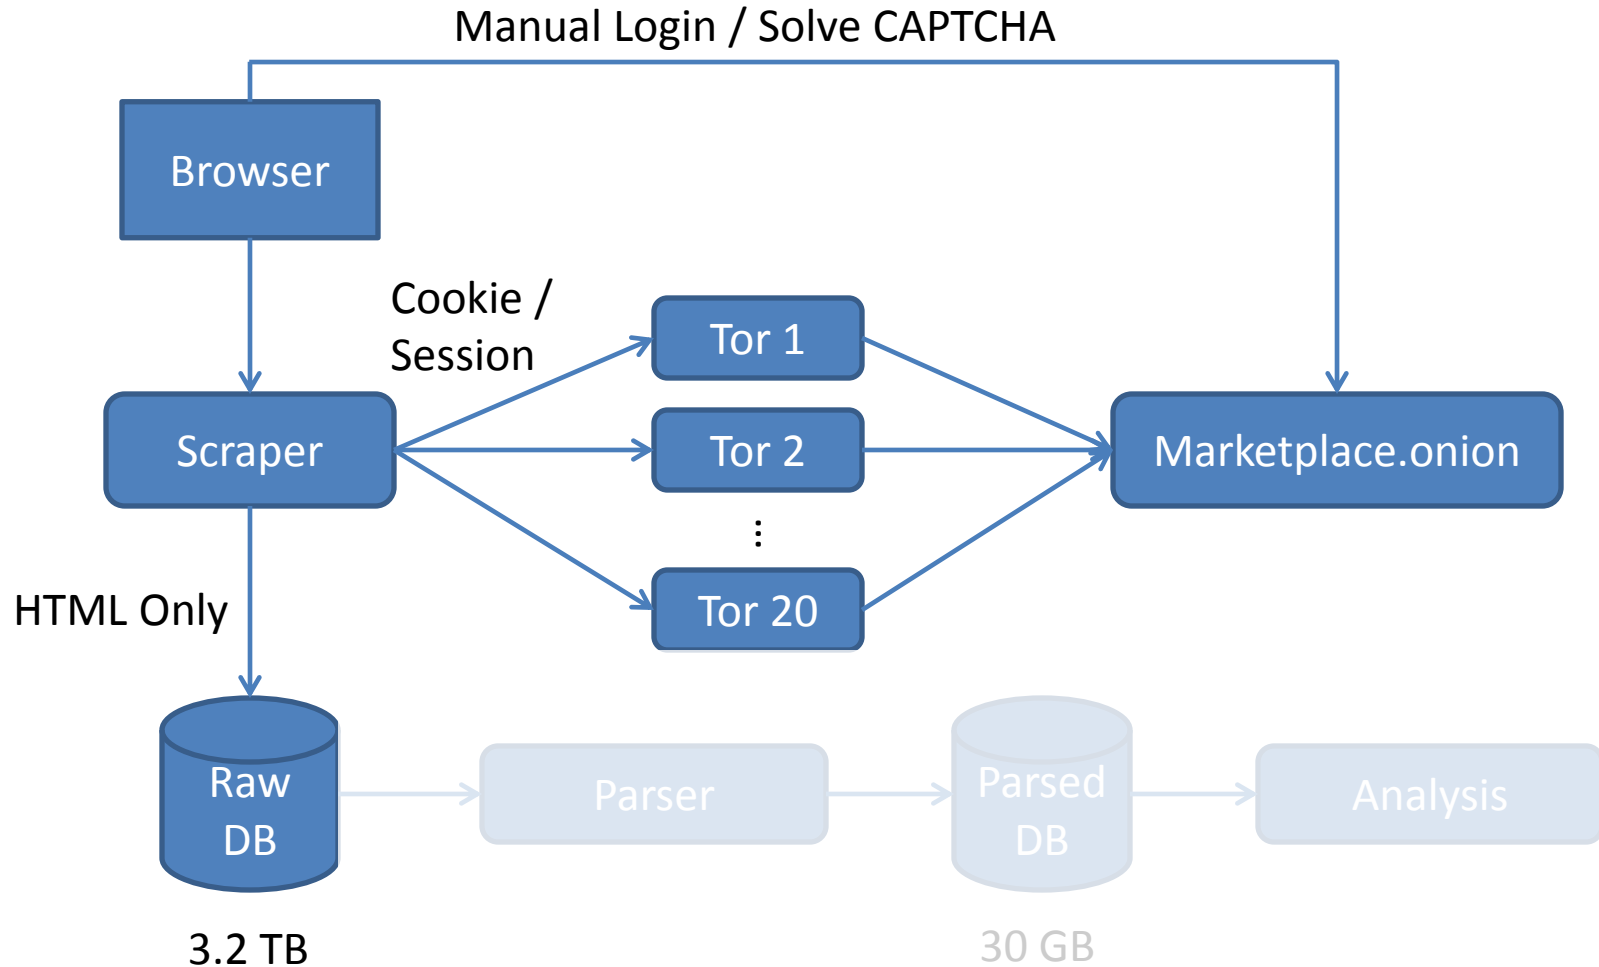 Manual Login / Solve CAPTCHA
Browser
Cookie /
Session
Tor 1
Scraper
Tor 2
Marketplace.onion
...
Tor 20
HTML Only
Raw
DB
Parser
Parsed
DB
Analysis
3.2 TB
30 GB